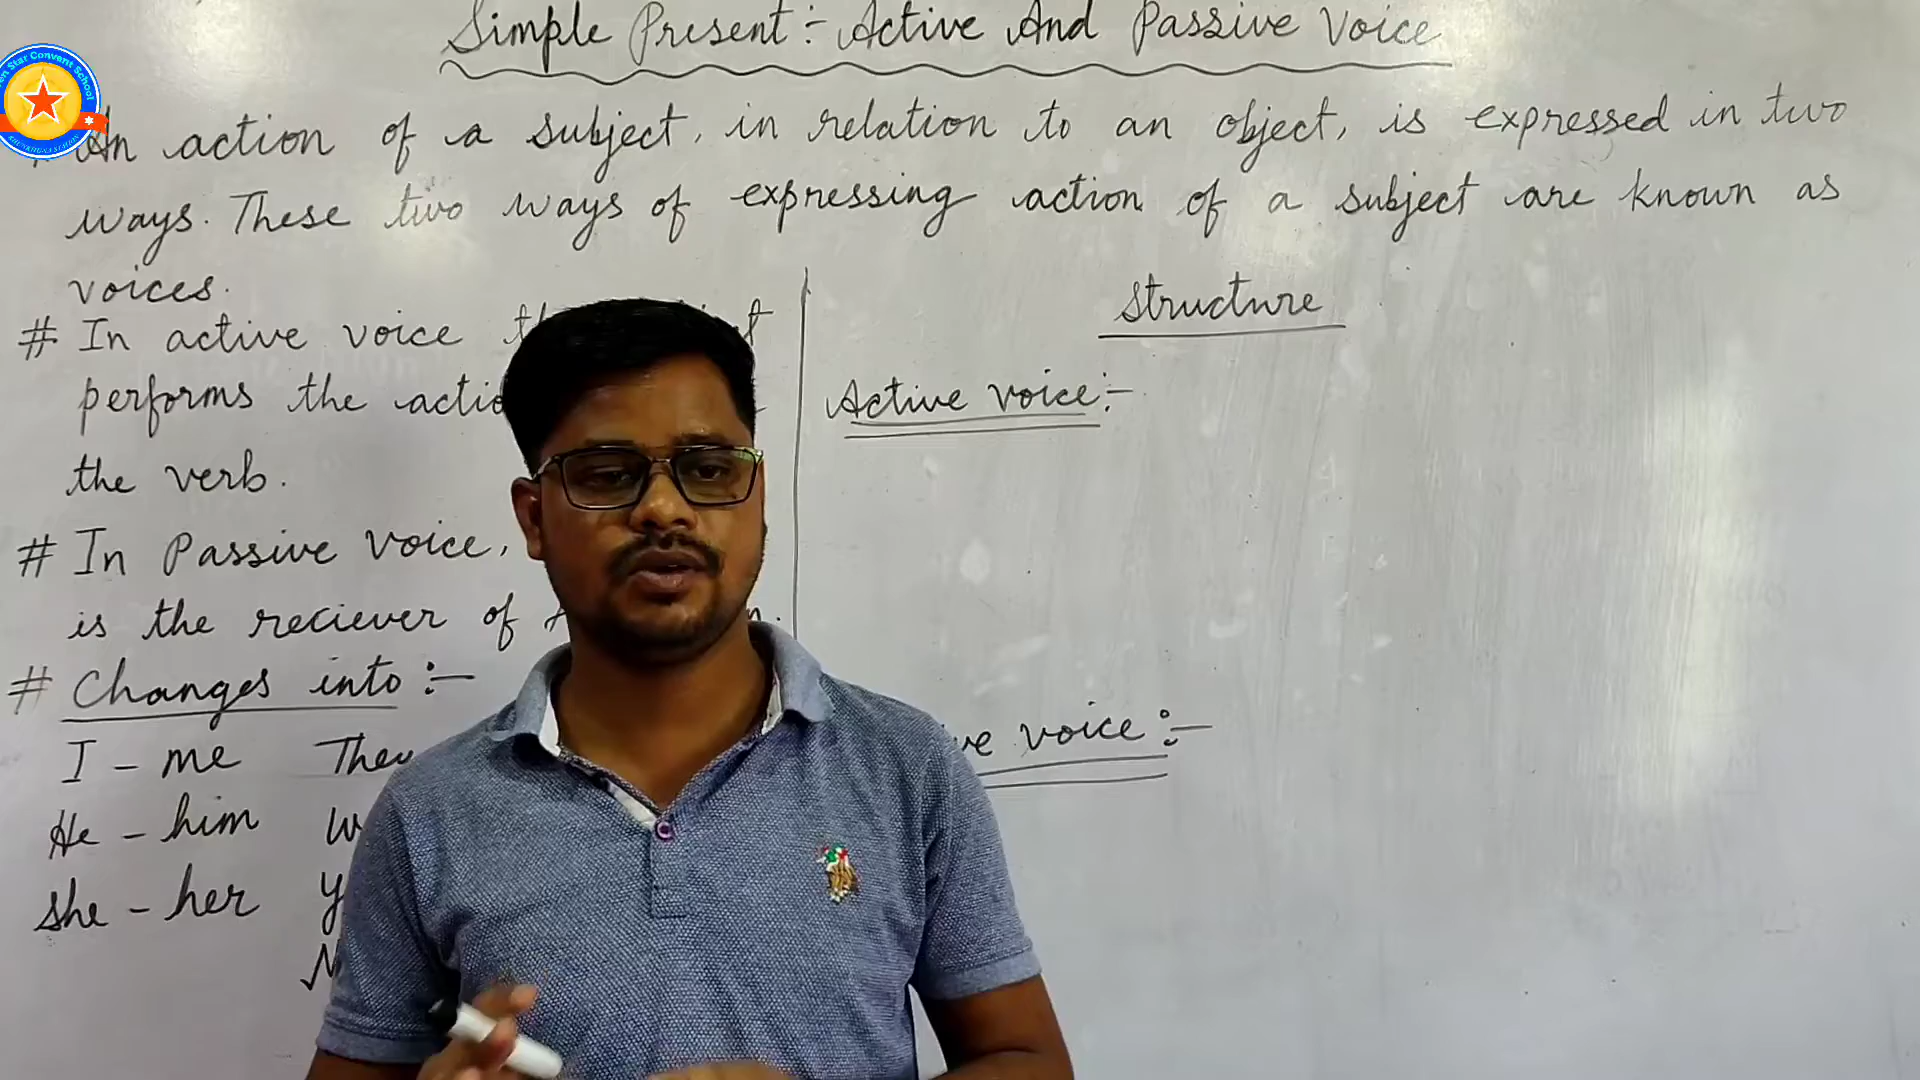 Simple Present :- Active And Passive Voice
Star Convent School
An action of a subject, in relation to an object, is expressed in two
ways. These two ways of expressing action of a subject are known as
voices.
# In active voice
performs the
the verb.
# In Passive voice,
is the reciever of
# Changes into :-
I - me
He - him
She - her
Structure
Active voice :-
voice :-